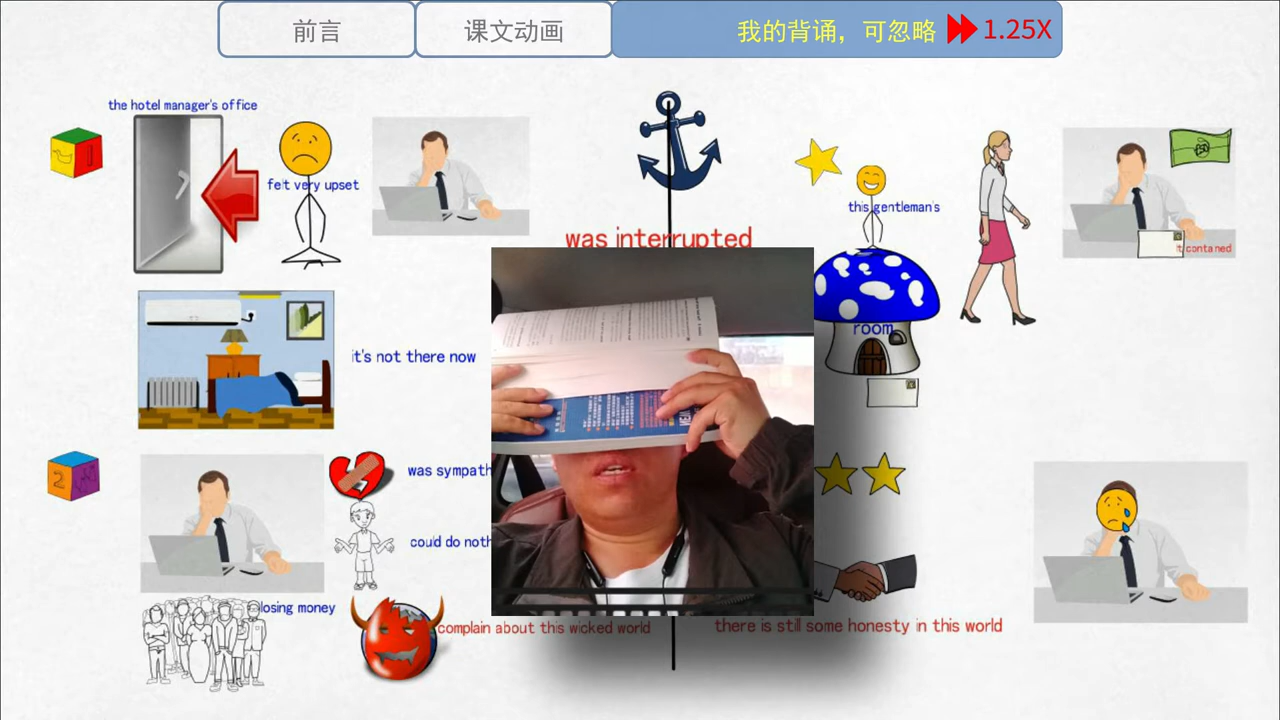 前言
课文动画
我的背诵，可忽略
1.25X
the hotel manager's office
felt very upset
was interrupted
this gentleman's
it contained
room
it's not there now
was sympath
could do noth
losing money
complain about this wicked world
there is still some honesty in this world